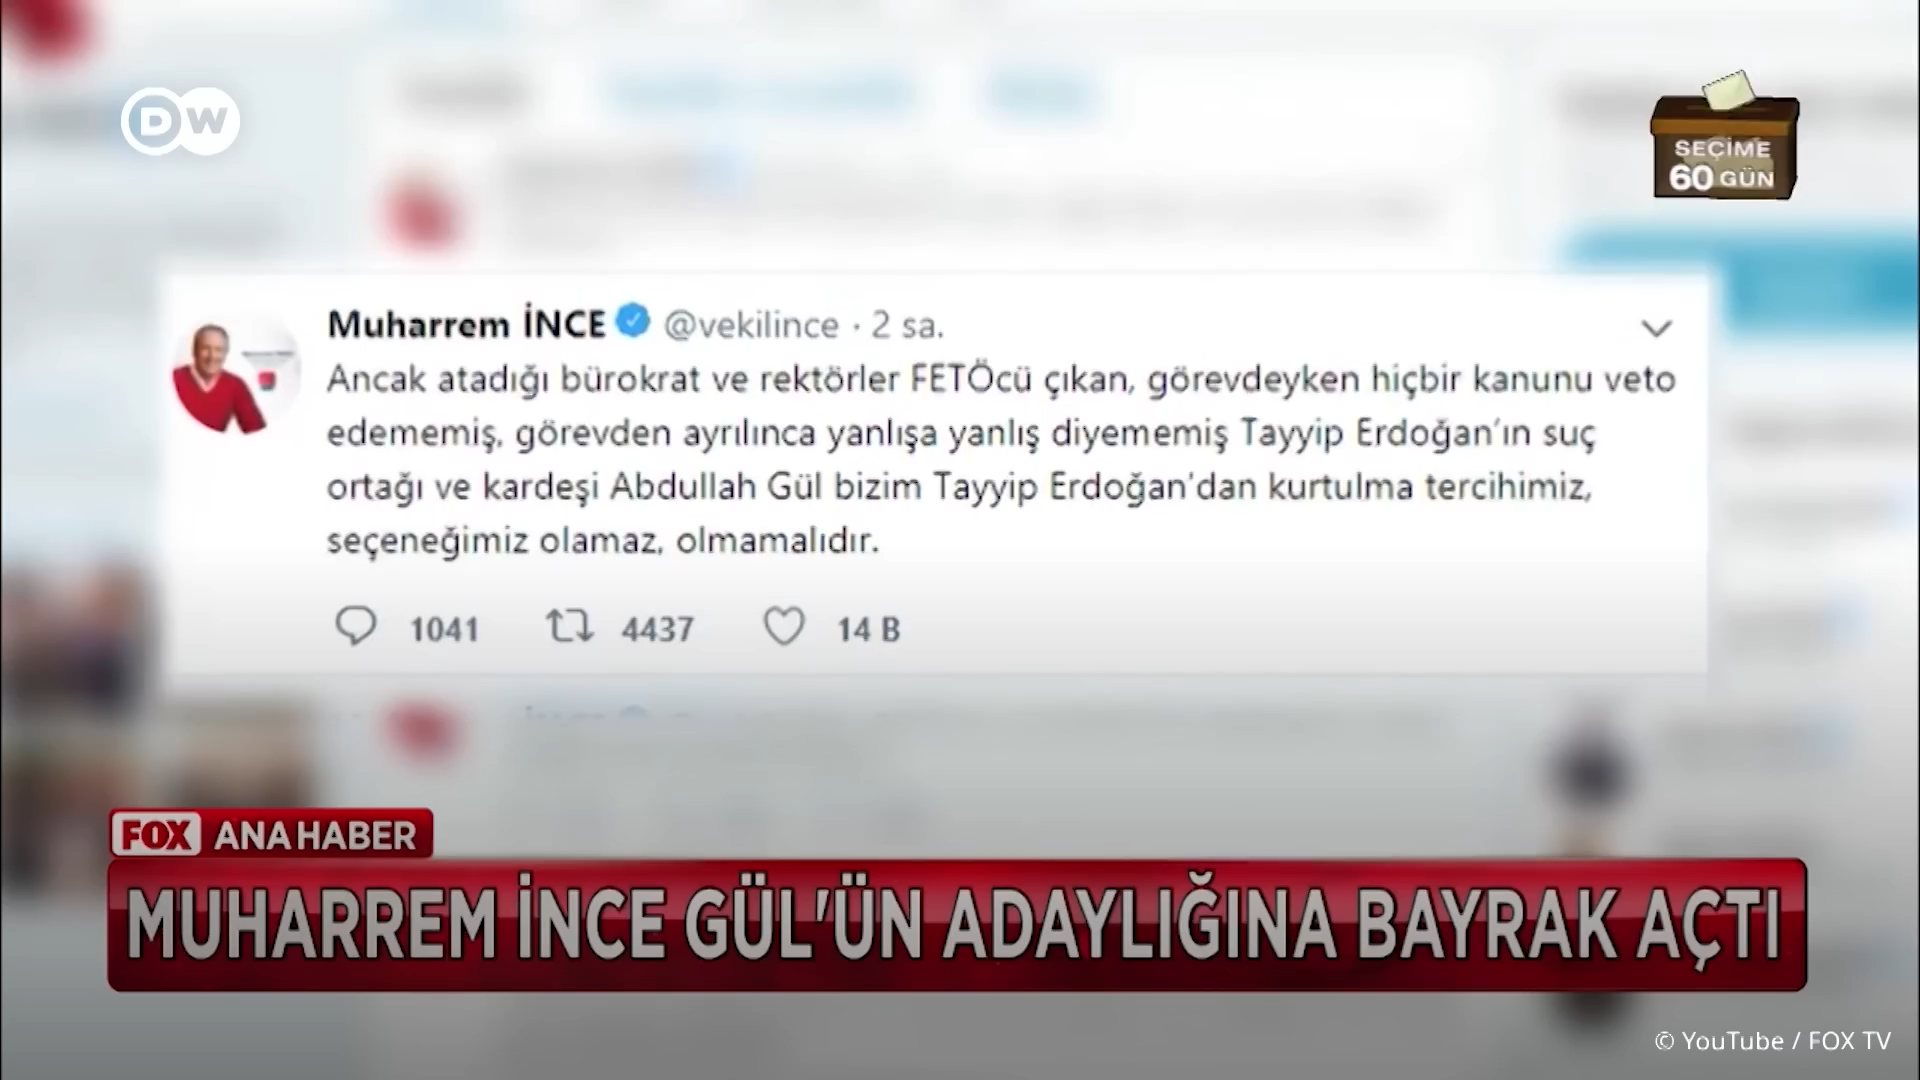 DW
SEÇİME
60 GÜN
Muharrem İNCE @vekilince · 2 sa.
Ancak atadığı bürokrat ve rektörler FETÖcü çıkan, görevdeyken hiçbir kanunu veto
edememiş, görevden ayrılınca yanlışa yanlış diyememiş Tayyip Erdoğan'ın suç
ortağı ve kardeşi Abdullah Gül bizim Tayyip Erdoğan'dan kurtulma tercihimiz,
seçeneğimiz olamaz, olmamalıdır.
1041 4437 14 B
FOX ANA HABER
MUHARREM İNCE GÜL'ÜN ADAYLIĞINA BAYRAK AÇTI
© YouTube / FOX TV